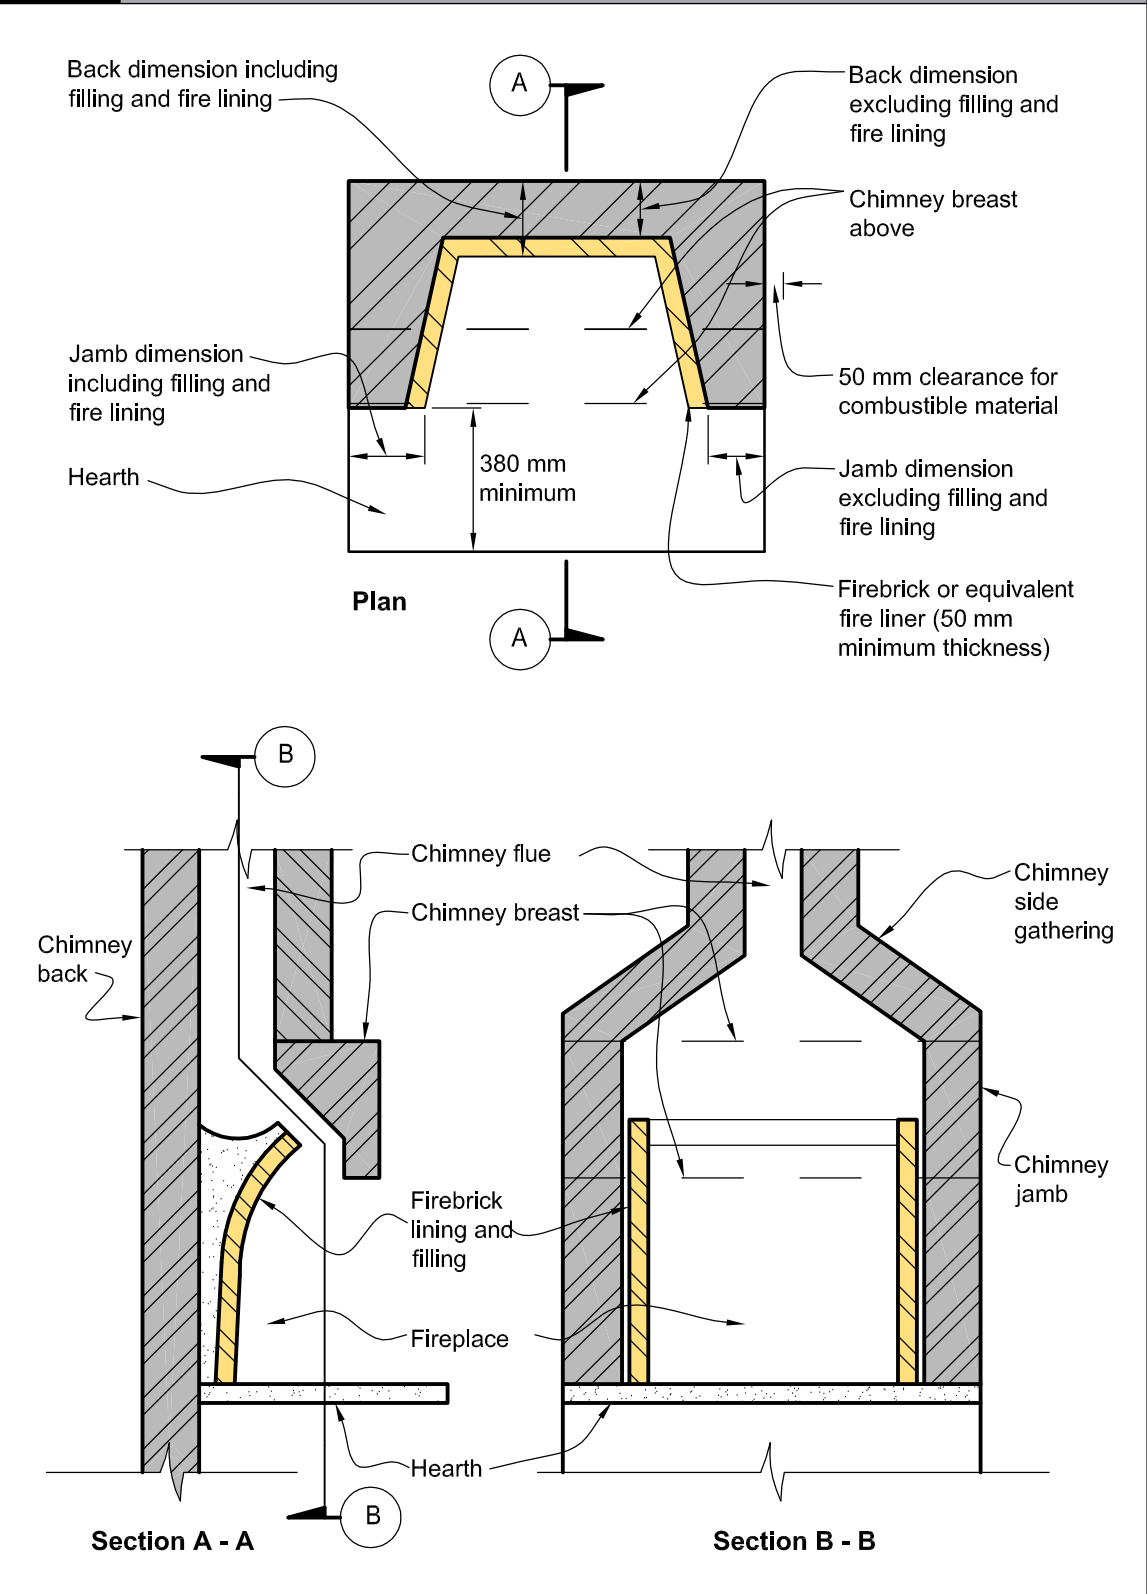 Back dimension including
filling and fire lining
A
Back dimension
excluding filling and
fire lining
Chimney breast
above
Jamb dimension
including filling and
fire lining
50 mm clearance for
combustible material
380 mm
minimum
Hearth
Jamb dimension
excluding filling and
fire lining
Plan
A
Firebrick or equivalent
fire liner (50 mm
minimum thickness)
B
Chimney flue
Chimney
side
gathering
Chimney breast
Chimney
back
Chimney
jamb
Firebrick
lining and
filling
Fireplace
Hearth
B
Section A - A
Section B - B